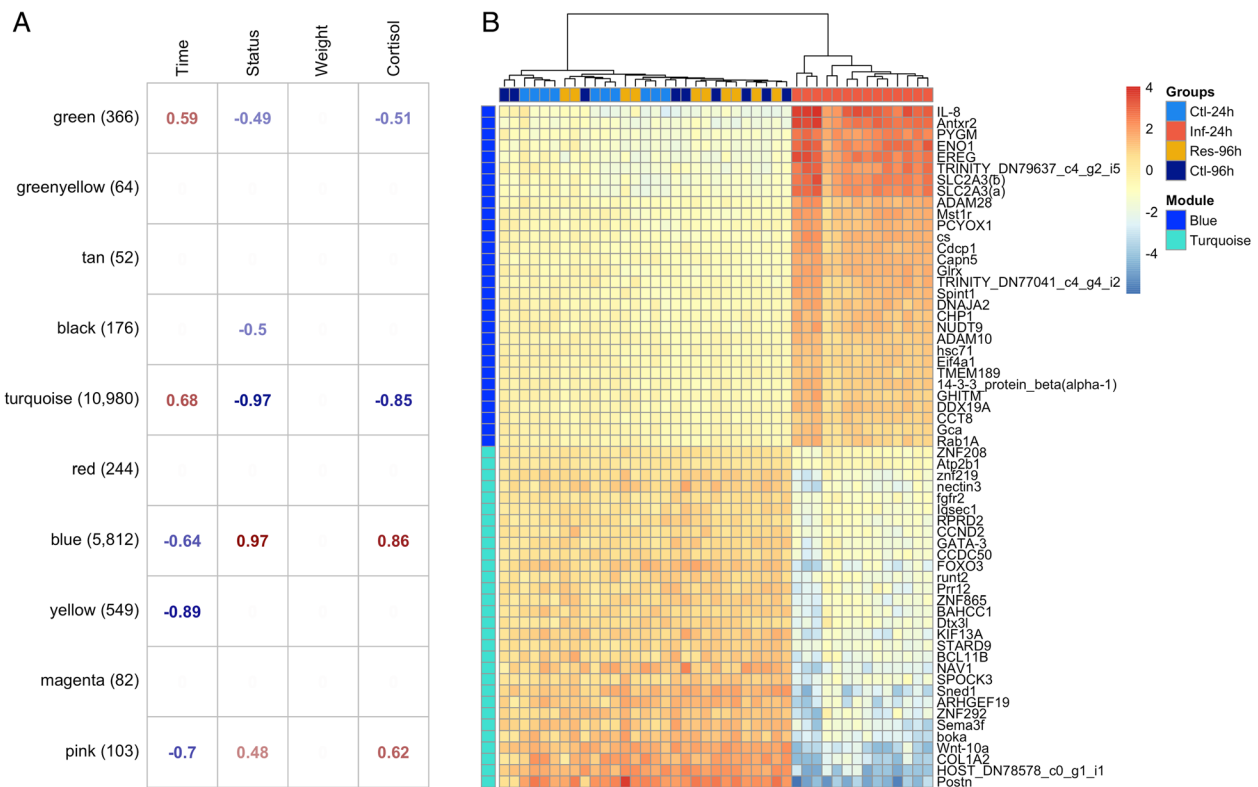 A
B
Time
Status
Weight
Cortisol
green (366)
0.59
-0.49
-0.51
greenyellow (64)
tan (52)
black (176)
-0.5
turquoise (10,980)
0.68
-0.97
-0.85
red (244)
blue (5,812)
-0.64
0.97
0.86
yellow (549)
-0.89
magenta (82)
pink (103)
-0.7
0.48
0.62
IL-8
Antxr2
PYGM
ENO1
EREG
TRINITY_DN79637_c4_g2_i5
SLC2A3(b)
SLC2A3(a)
ADAM28
Mst1r
PCYOX1
cs
Cdcp1
Capn5
Glrx
TRINITY_DN77041_c4_g4_i2
Spint1
DNAJA2
CHP1
NUDT9
ADAM10
hsc71
Eif4a1
TMEM189
14-3-3_protein_beta(alpha-1)
GHITM
DDX19A
CCT8
Gca
Rab1A
ZNF208
Atp2b1
znf219
nectin3
fgfr2
Iqsec1
RPRD2
CCND2
GATA-3
CCDC50
FOXO3
runt2
Prr12
ZNF865
BAHCC1
Dtx3l
KIF13A
STARD9
BCL11B
NAV1
SPOCK3
Sned1
ARHGEF19
ZNF292
Sema3f
boka
Wnt-10a
COL1A2
HOST_DN78578_c0_g1_i1
Postn
4
2
0
-2
-4
Groups
Ctl-24h
Inf-24h
Res-96h
Ctl-96h
Module
Blue
Turquoise